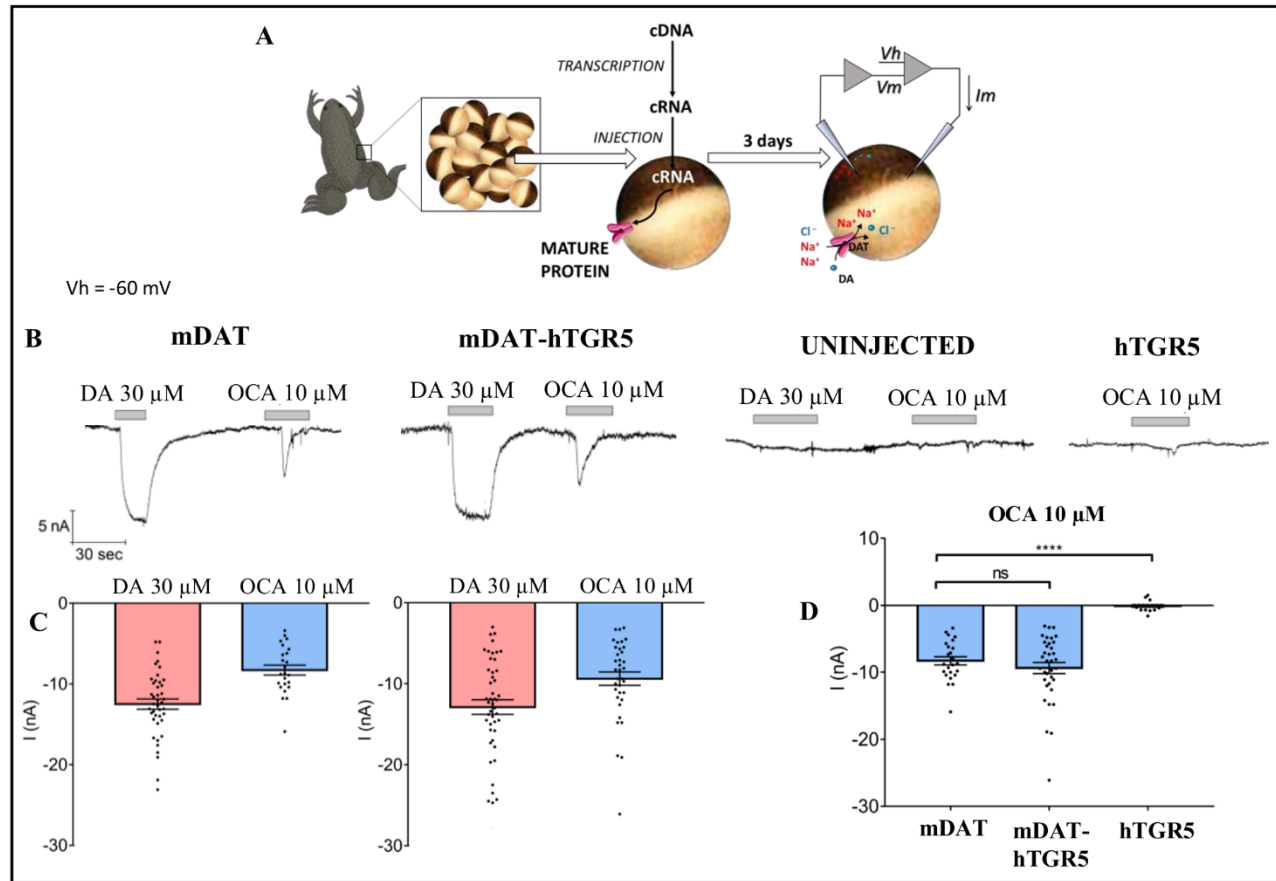 A
cDNA
TRANSCRIPTION
cRNA
INJECTION
cRNA
MATURE
PROTEIN
3 days
Vh
Vm
Im
Na⁺
Na⁺
Cl⁻
Cl⁻
DAT
Na⁺
Na⁺
DA
Vh = -60 mV
B
mDAT
DA 30 µM
OCA 10 µM
5 nA
30 sec
mDAT-hTGR5
DA 30 µM
OCA 10 µM
UNINJECTED
DA 30 µM
OCA 10 µM
hTGR5
OCA 10 µM
C
DA 30 µM
OCA 10 µM
0
-10
-20
-30
I (nA)
DA 30 µM
OCA 10 µM
0
-10
-20
-30
I (nA)
D
OCA 10 µM
****
ns
10
0
-10
-20
-30
I (nA)
mDAT
mDAT-
hTGR5
hTGR5